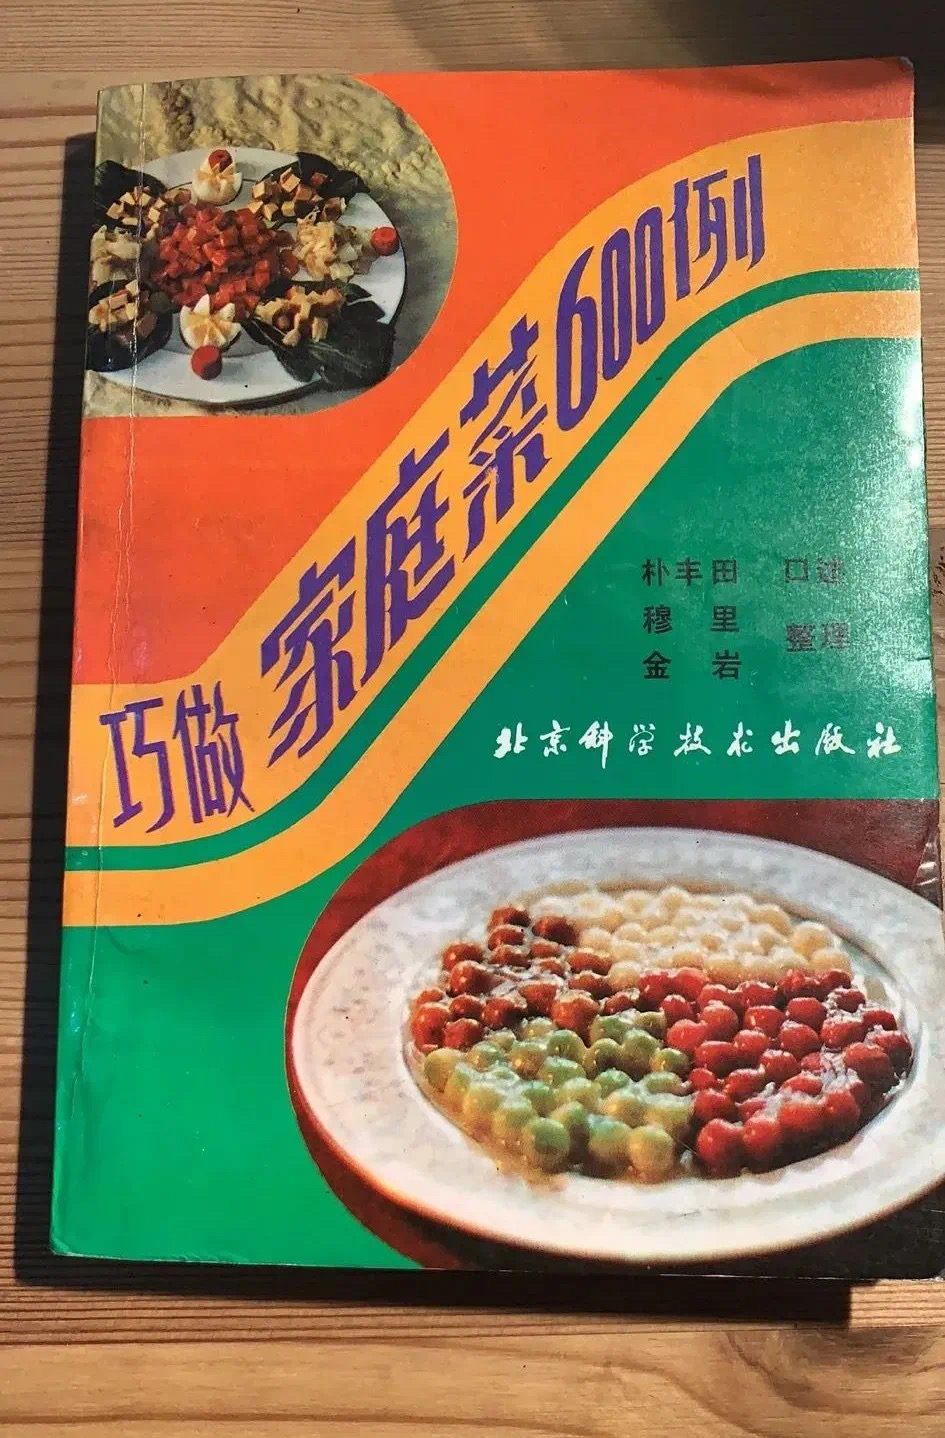 巧做 家庭菜600例
朴丰田 口述
穆里
整理
金岩
北京科学技术出版社